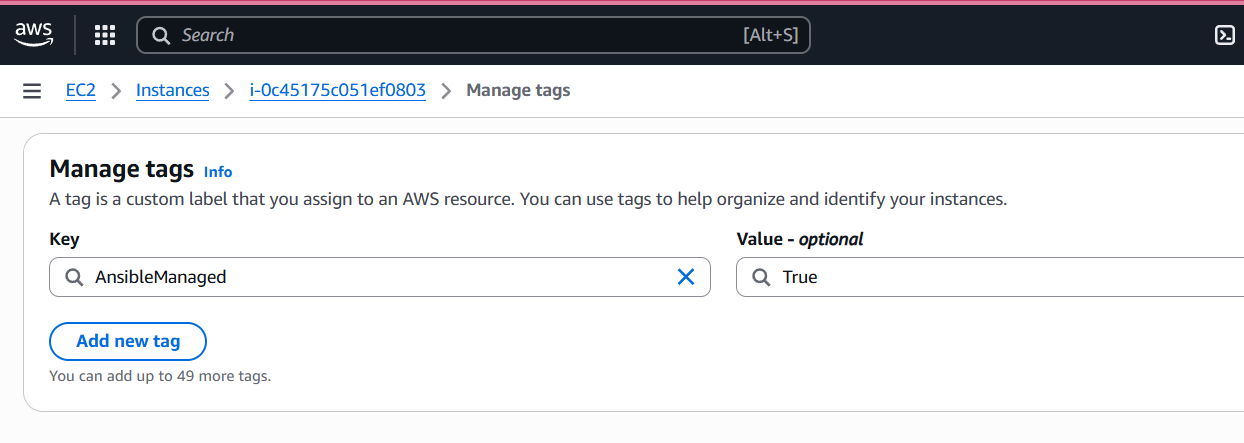 aws
Search [Alt+S]
EC2 Instances i-0c45175c051ef0803 Manage tags
Manage tags Info
A tag is a custom label that you assign to an AWS resource. You can use tags to help organize and identify your instances.
Key Value - optional
AnsibleManaged True
Add new tag
You can add up to 49 more tags.